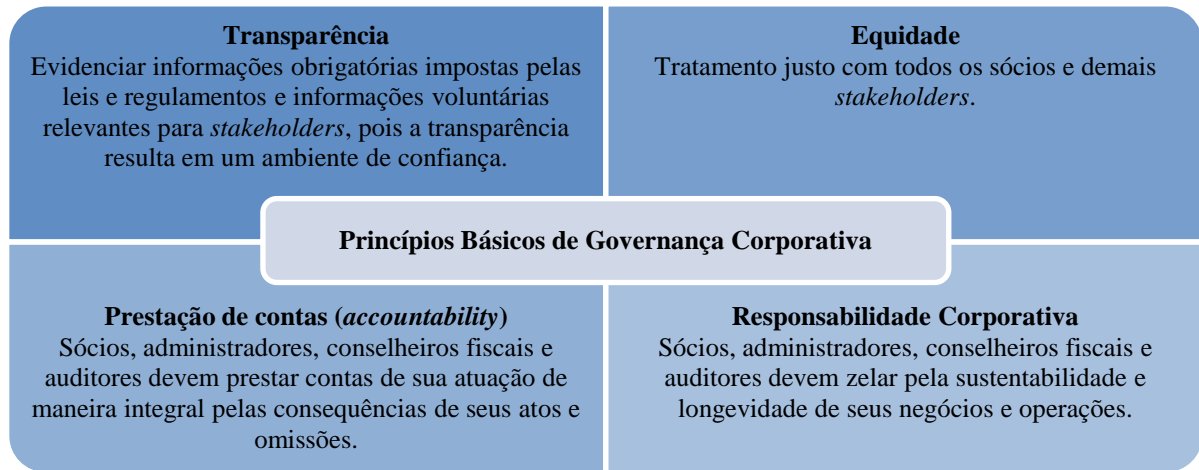 Transparência
Evidenciar informações obrigatórias impostas pelas
leis e regulamentos e informações voluntárias
relevantes para stakeholders, pois a transparência
resulta em um ambiente de confiança.
Equidade
Tratamento justo com todos os sócios e demais
stakeholders.
Princípios Básicos de Governança Corporativa
Prestação de contas (accountability)
Sócios, administradores, conselheiros fiscais e
auditores devem prestar contas de sua atuação de
maneira integral pelas consequências de seus atos e
omissões.
Responsabilidade Corporativa
Sócios, administradores, conselheiros fiscais e
auditores devem zelar pela sustentabilidade e
longevidade de seus negócios e operações.